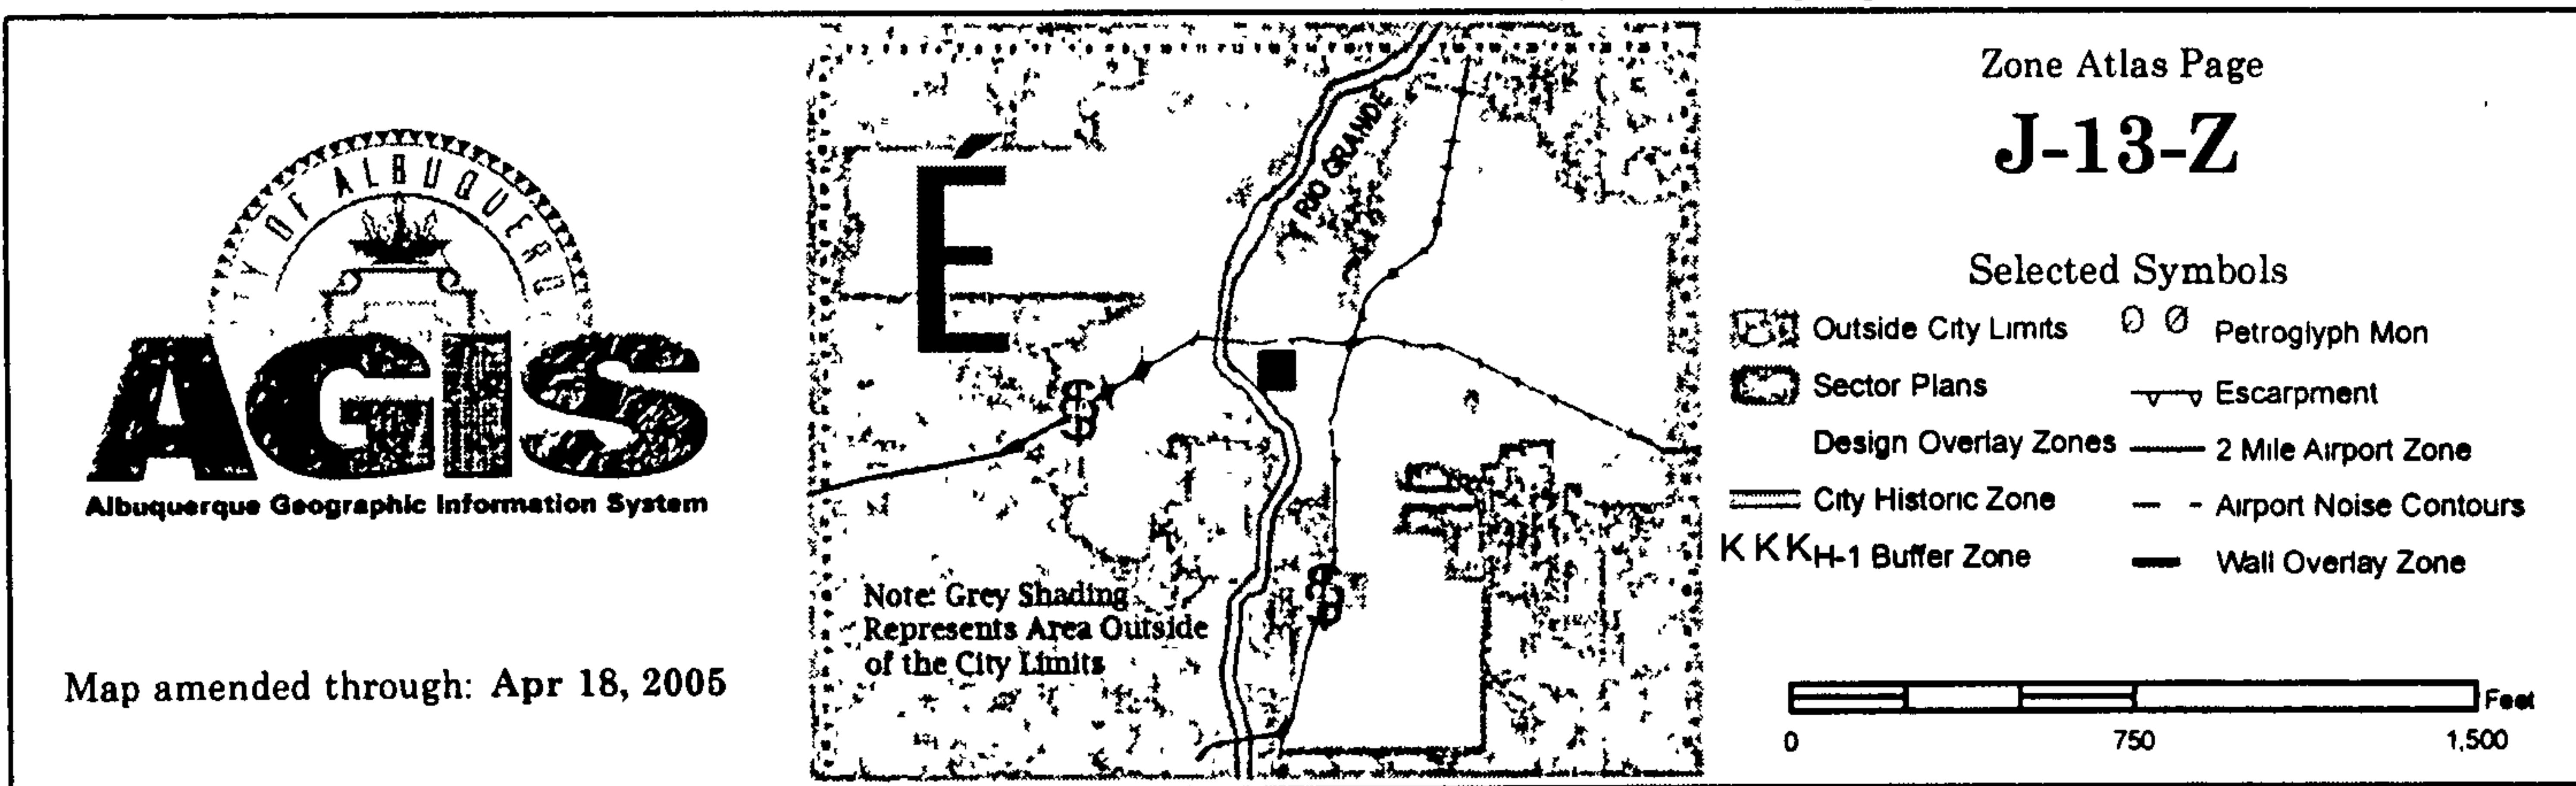 Y OF ALBUQUERQ
AGIS
Albuquerque Geographic Information System
Map amended through: Apr 18, 2005
É
RIO GRANDE
$
$
Note: Grey Shading
Represents Area Outside
of the City Limits
Zone Atlas Page
J-13-Z
Selected Symbols
Outside City Limits
Petroglyph Mon
Sector Plans
Escarpment
Design Overlay Zones
2 Mile Airport Zone
City Historic Zone
Airport Noise Contours
KKK H-1 Buffer Zone
Wall Overlay Zone
Feet
0 750 1,500